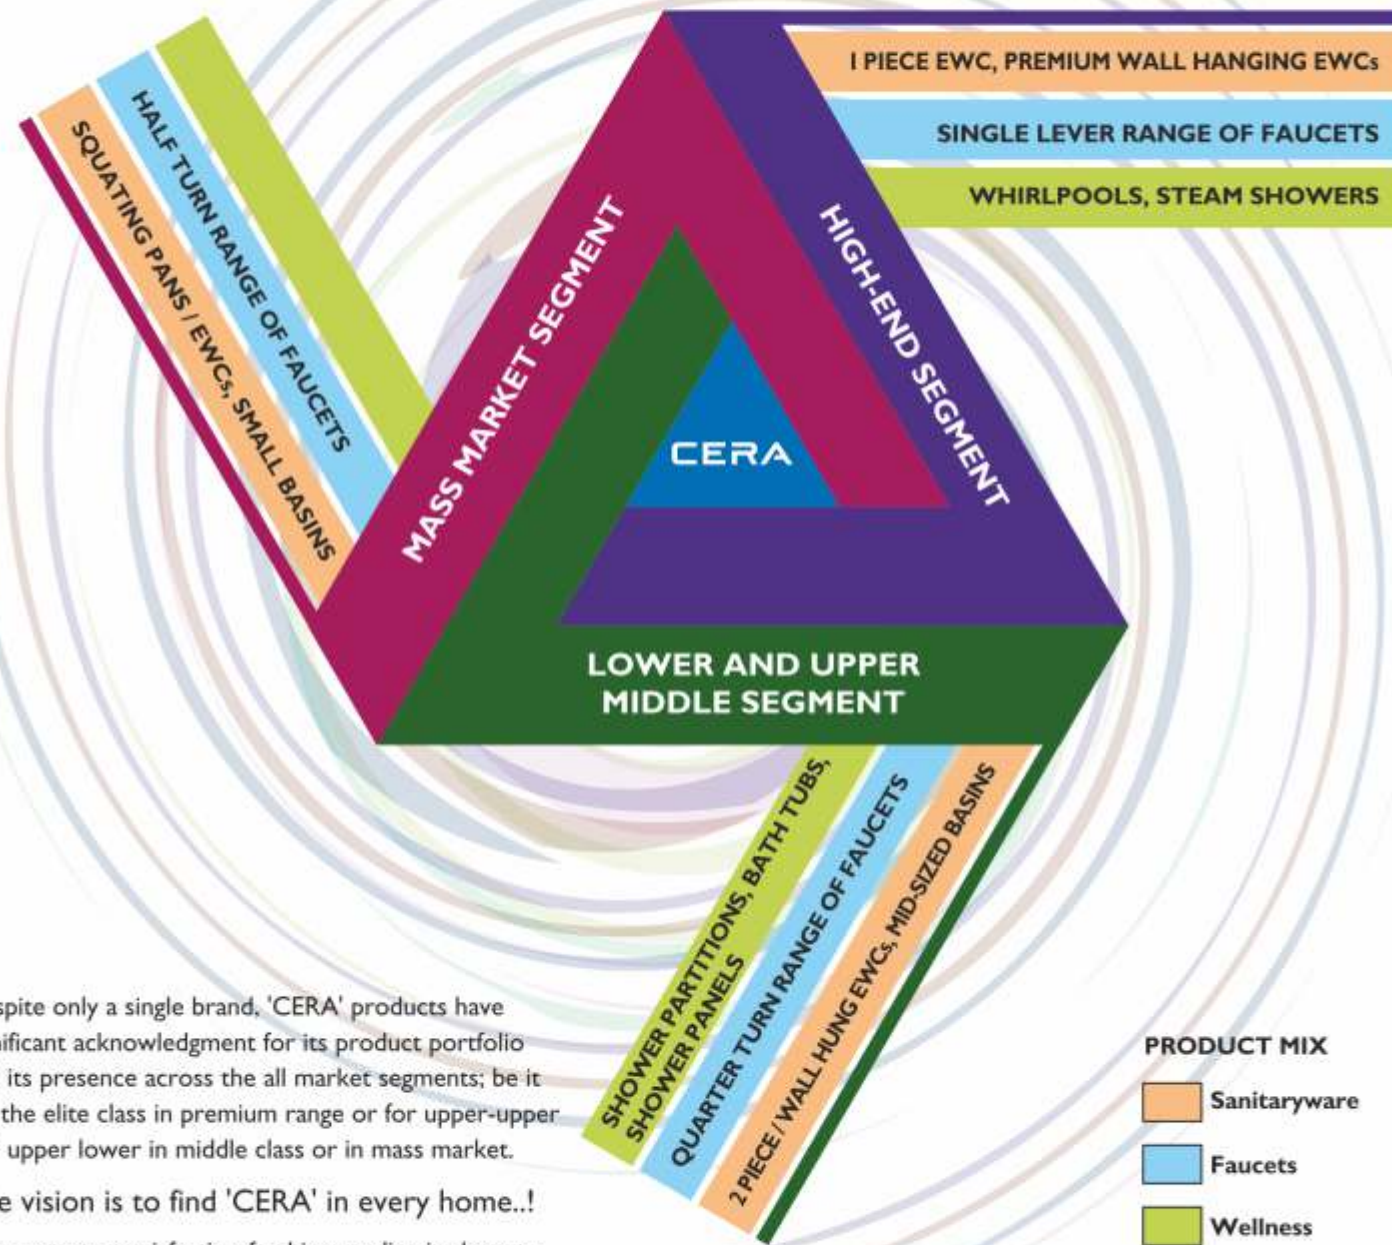 I PIECE EWC, PREMIUM WALL HANGING EWCs
SINGLE LEVER RANGE OF FAUCETS
WHIRLPOOLS, STEAM SHOWERS
HALF TURN RANGE OF FAUCETS
SQUATING PANS / EWCs, SMALL BASINS
MASS MARKET SEGMENT
HIGH-END SEGMENT
CERA
LOWER AND UPPER
MIDDLE SEGMENT
SHOWER PARTITIONS, BATH TUBS,
SHOWER PANELS
QUARTER TURN RANGE OF FAUCETS
2 PIECE / WALL HUNG EWCs, MID-SIZED BASINS
spite only a single brand, 'CERA' products have
nificant acknowledgment for its product portfolio
its presence across the all market segments; be it
the elite class in premium range or for upper-upper
upper lower in middle class or in mass market.
e vision is to find 'CERA' in every home..!
PRODUCT MIX
Sanitaryware
Faucets
Wellness